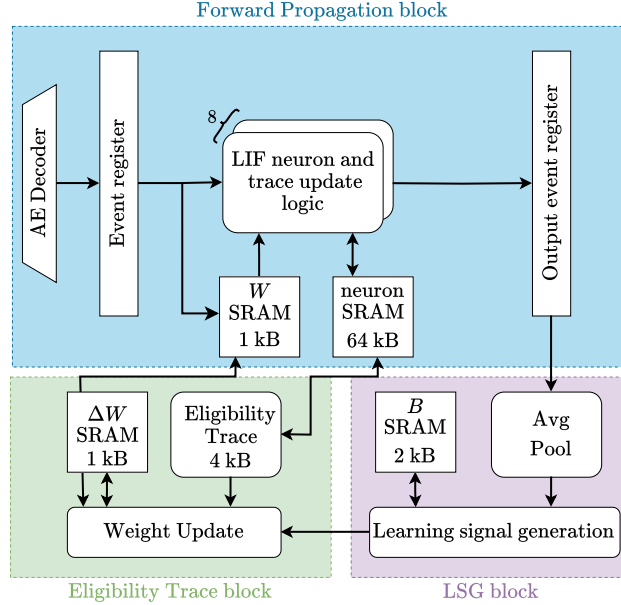 Forward Propagation block
AE Decoder
Event register
8
LIF neuron and
trace update
logic
Output event register
W
SRAM
1 kB
neuron
SRAM
64 kB
ΔW
SRAM
1 kB
Eligibility
Trace
4 kB
B
SRAM
2 kB
Avg
Pool
Weight Update
Learning signal generation
Eligibility Trace block
LSG block